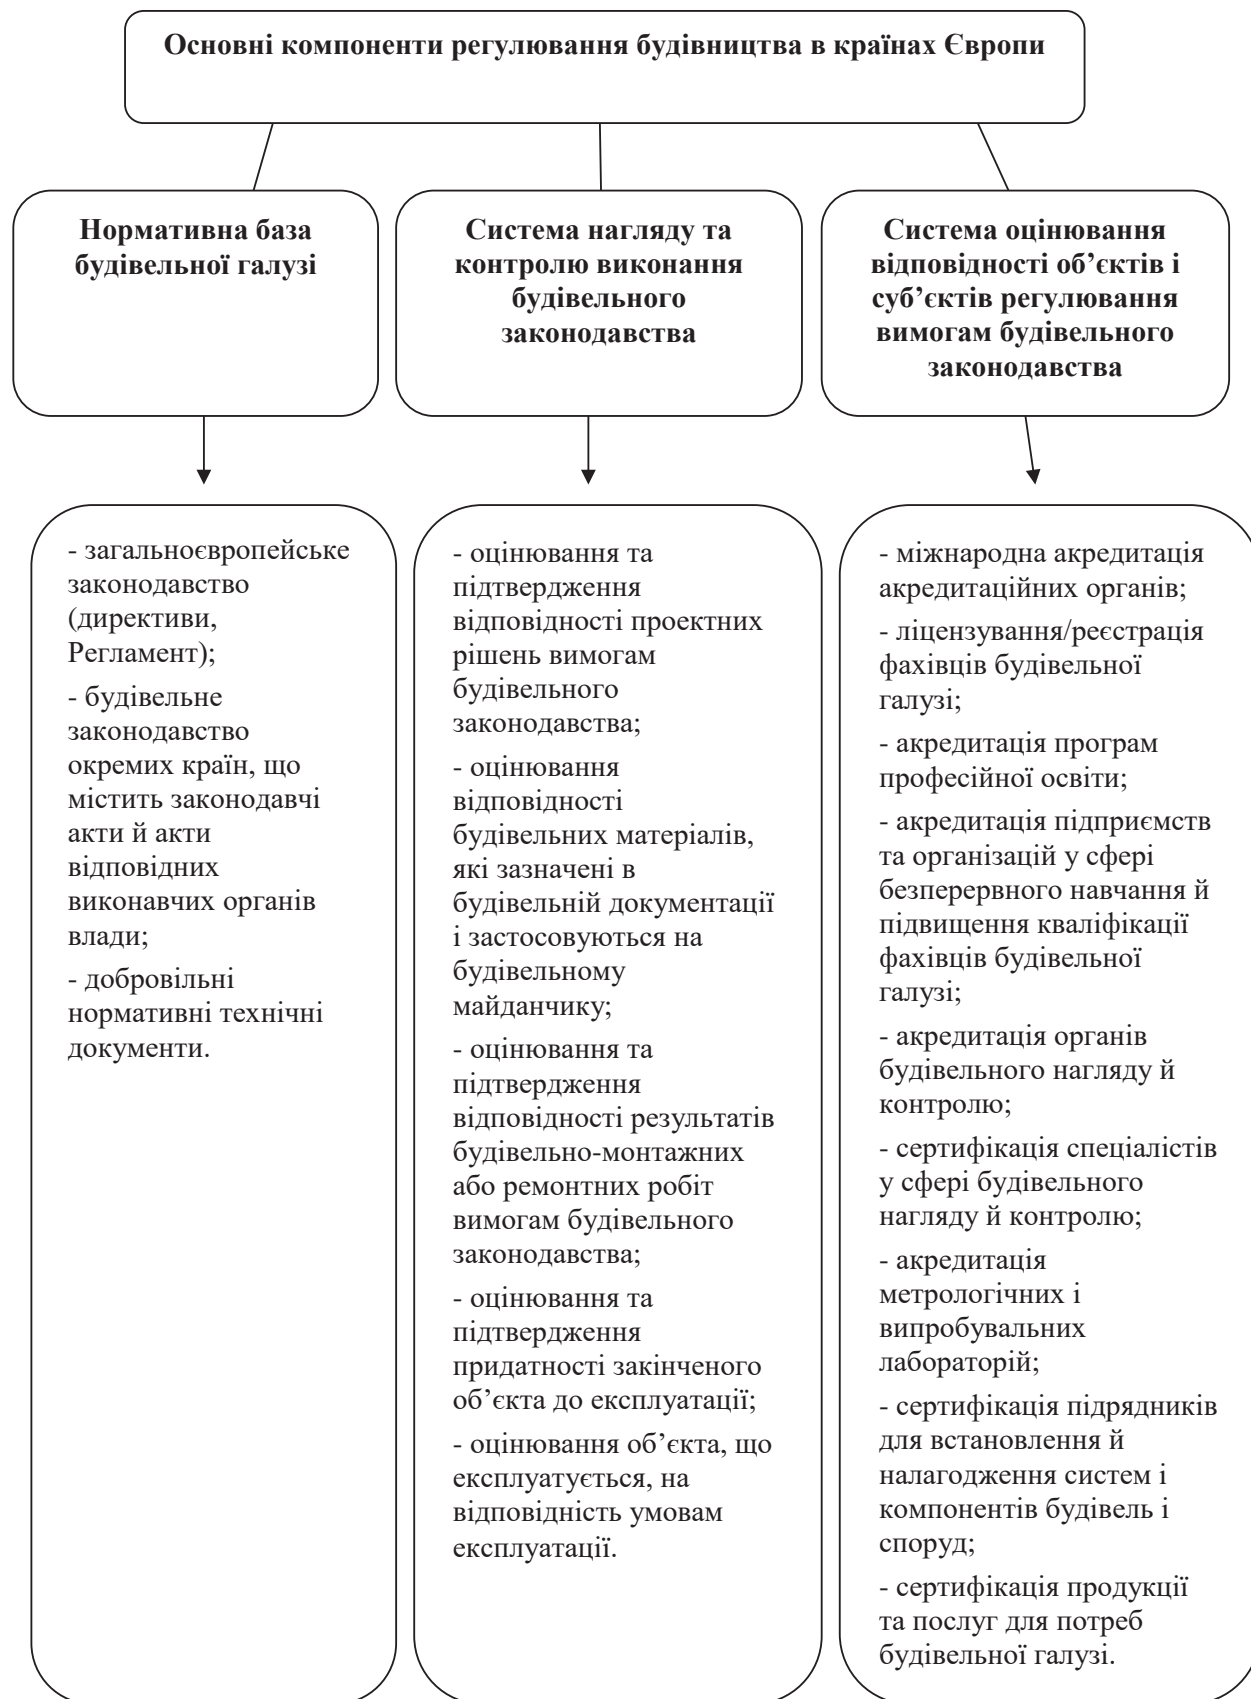 Основні компоненти регулювання будівництва в країнах Європи
Нормативна база
будівельної галузі
Система нагляду та
контролю виконання
будівельного
законодавства
Система оцінювання
відповідності об’єктів і
суб’єктів регулювання
вимогам будівельного
законодавства
- загальноєвропейське
законодавство
(директиви,
Регламент);
- будівельне
законодавство
окремих країн, що
містить законодавчі
акти й акти
відповідних
виконавчих органів
влади;
- добровільні
нормативні технічні
документи.
- оцінювання та
підтвердження
відповідності проектних
рішень вимогам
будівельного
законодавства;
- оцінювання
відповідності
будівельних матеріалів,
які зазначені в
будівельній документації
і застосовуються на
будівельному
майданчику;
- оцінювання та
підтвердження
відповідності результатів
будівельно-монтажних
або ремонтних робіт
вимогам будівельного
законодавства;
- оцінювання та
підтвердження
придатності закінченого
об’єкта до експлуатації;
- оцінювання об’єкта, що
експлуатується, на
відповідність умовам
експлуатації.
- міжнародна акредитація
акредитаційних органів;
- ліцензування/реєстрація
фахівців будівельної
галузі;
- акредитація програм
професійної освіти;
- акредитація підприємств
та організацій у сфері
безперервного навчання й
підвищення кваліфікації
фахівців будівельної
галузі;
- акредитація органів
будівельного нагляду й
контролю;
- сертифікація спеціалістів
у сфері будівельного
нагляду й контролю;
- акредитація
метрологічних і
випробувальних
лабораторій;
- сертифікація підрядників
для встановлення й
налагодження систем і
компонентів будівель і
споруд;
- сертифікація продукції
та послуг для потреб
будівельної галузі.